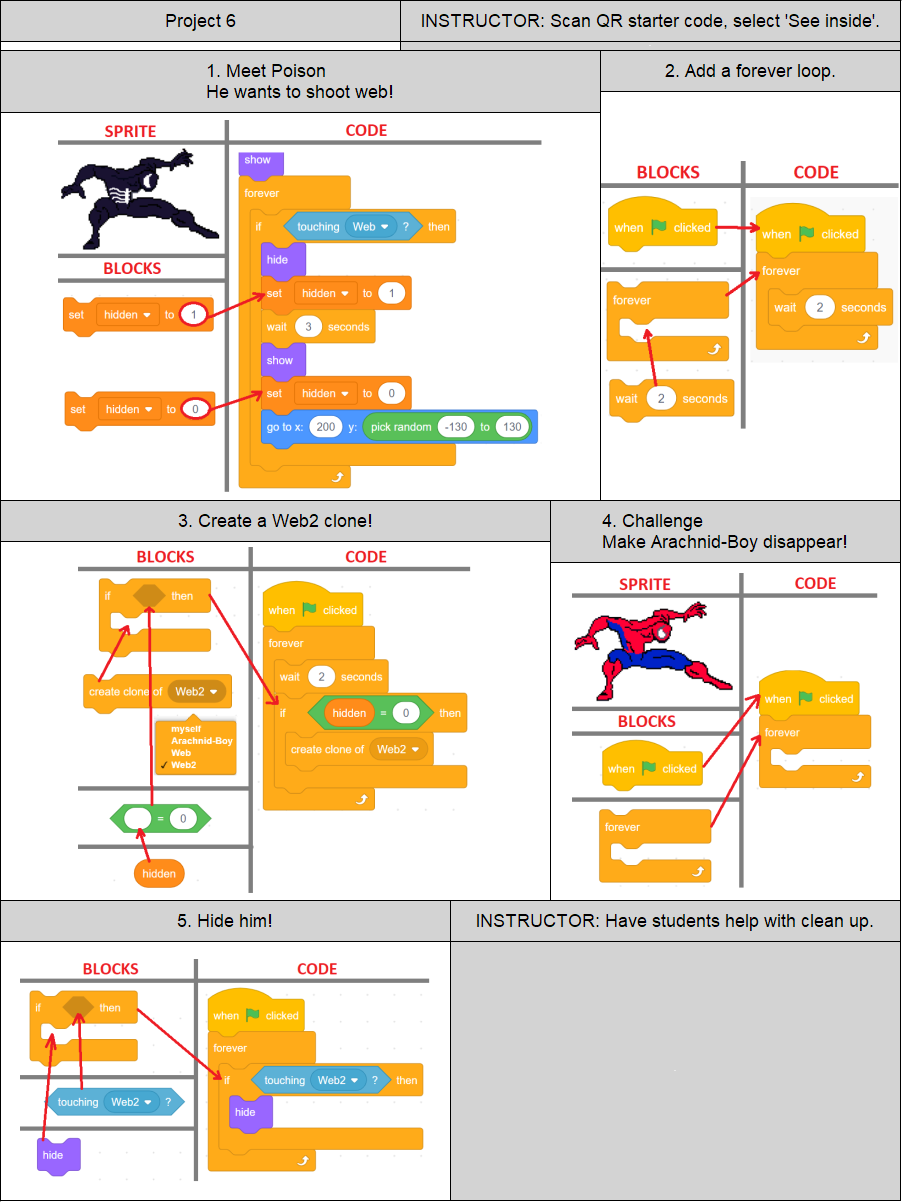 Project 6
INSTRUCTOR: Scan QR starter code, select 'See inside'.
1. Meet Poison
He wants to shoot web!
SPRITE
CODE
BLOCKS
set hidden to 1
set hidden to 0
show
forever
if touching Web ? then
hide
set hidden to 1
wait 3 seconds
show
set hidden to 0
go to x: 200 y: pick random -130 to 130
2. Add a forever loop.
BLOCKS
CODE
when clicked
forever
wait 2 seconds
when clicked
forever
wait 2 seconds
3. Create a Web2 clone!
BLOCKS
CODE
if then
create clone of Web2
myself
Arachnid-Boy
Web
✓ Web2
= 0
hidden
when clicked
forever
wait 2 seconds
if hidden = 0 then
create clone of Web2
4. Challenge
Make Arachnid-Boy disappear!
SPRITE
CODE
BLOCKS
when clicked
forever
when clicked
forever
5. Hide him!
BLOCKS
CODE
if then
touching Web2 ?
hide
when clicked
forever
if touching Web2 ? then
hide
INSTRUCTOR: Have students help with clean up.